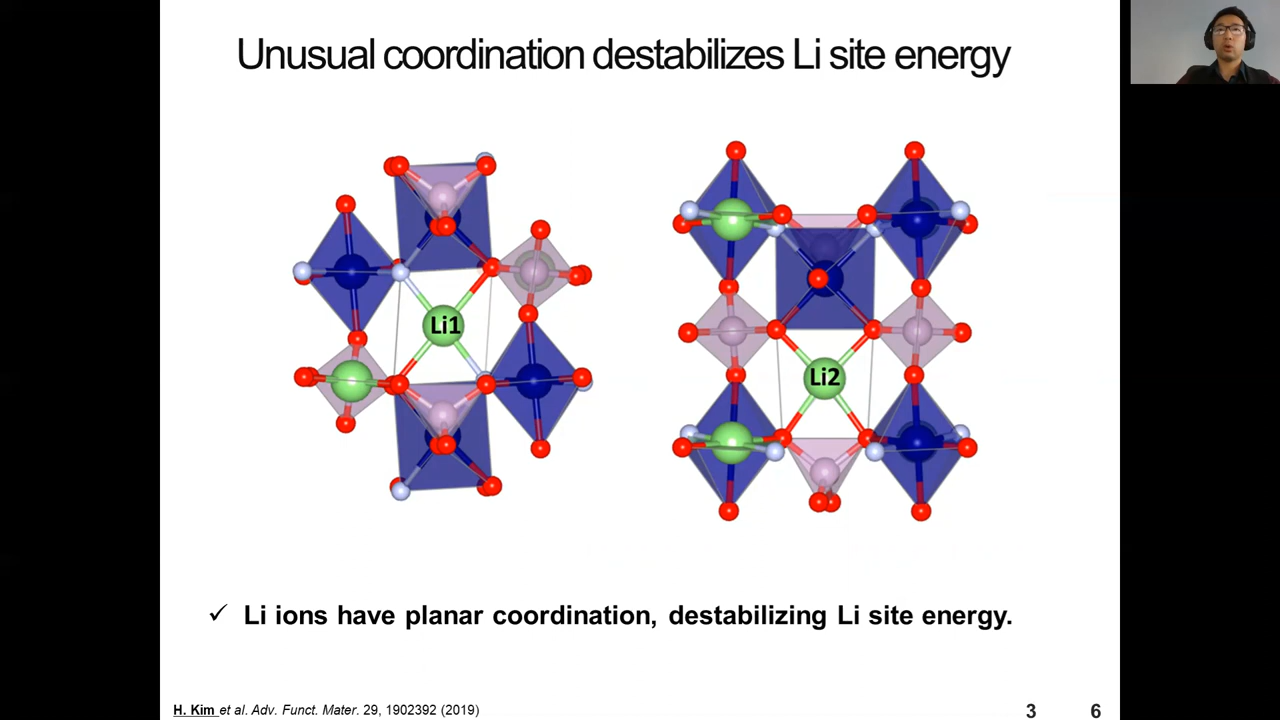 Unusual coordination destabilizes Li site energy
Li1
Li2
✓ Li ions have planar coordination, destabilizing Li site energy.
H. Kim et al. Adv. Funct. Mater. 29, 1902392 (2019)
3 6